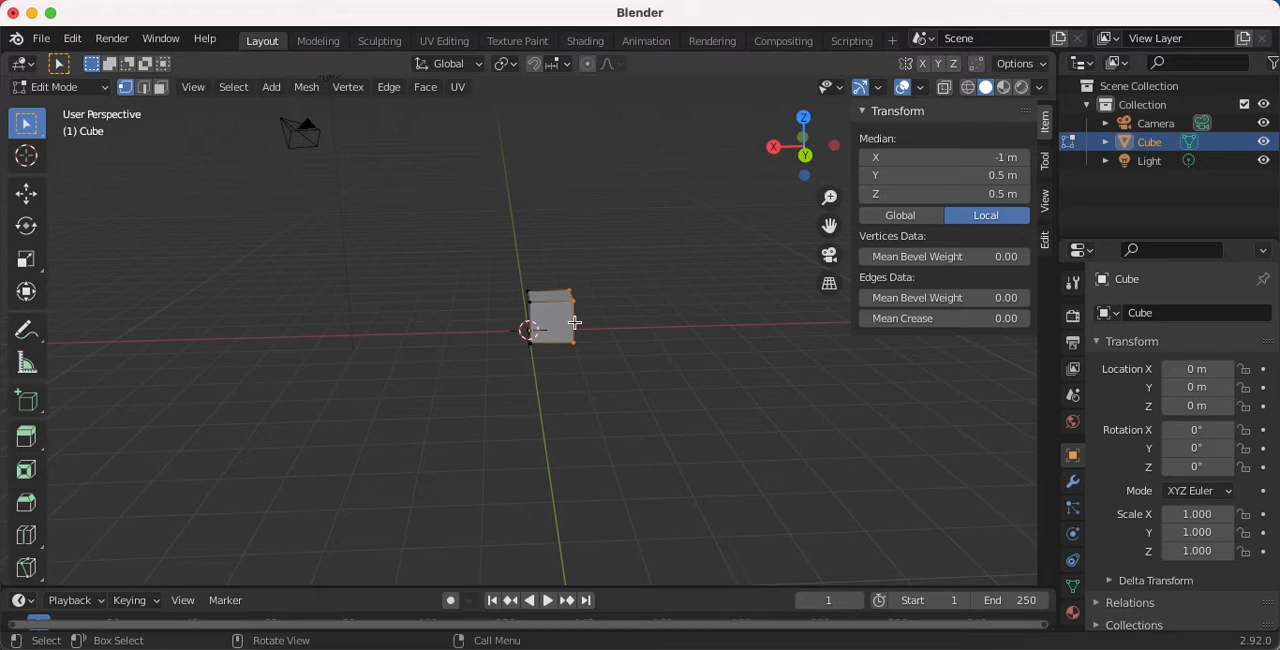 Blender
File Edit Render Window Help Layout Modeling Sculpting UV Editing Texture Paint Shading Animation Rendering Compositing Scripting + Scene View Layer
Global X Y Z Options
Edit Mode View Select Add Mesh Vertex Edge Face UV
User Perspective
(1) Cube
Z
X
Y
Transform
Median:
X -1 m
Y 0.5 m
Z 0.5 m
Global Local
Vertices Data:
Mean Bevel Weight 0.00
Edges Data:
Mean Bevel Weight 0.00
Mean Crease 0.00
Item
Tool
View
Edit
Scene Collection
Collection
Camera
Cube
Light
Cube
Cube
Transform
Location X 0 m
Y 0 m
Z 0 m
Rotation X 0°
Y 0°
Z 0°
Mode XYZ Euler
Scale X 1.000
Y 1.000
Z 1.000
Delta Transform
Relations
Collections
Playback Keying View Marker 1 Start 1 End 250
Select Box Select Rotate View Call Menu 2.92.0